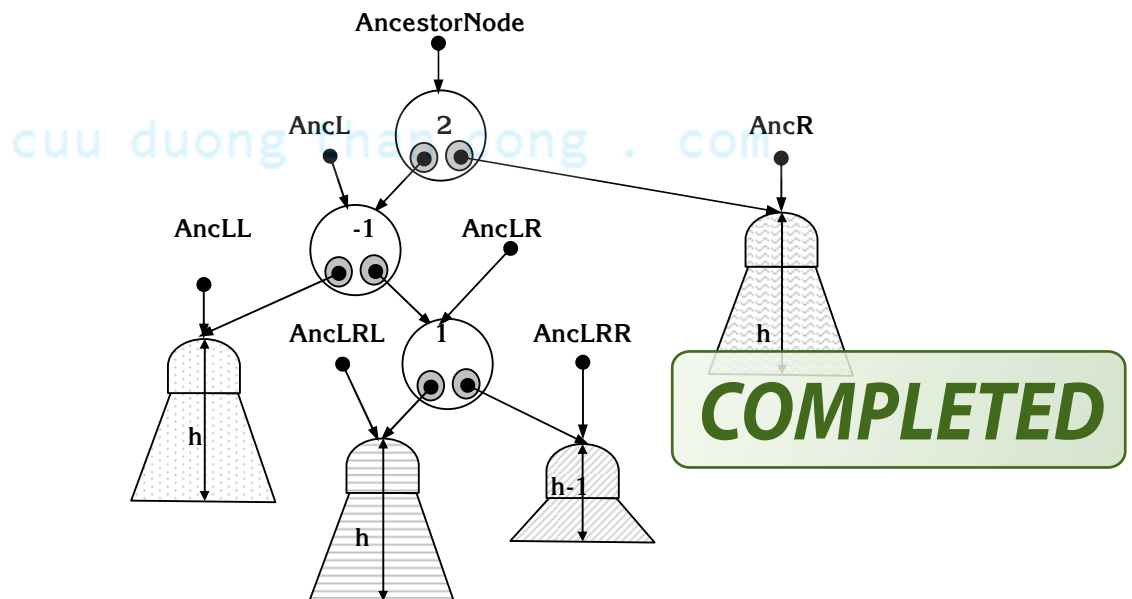 AncestorNode
2
AncL
AncR
cuu duong than cong . com
-1
AncLL
AncLR
1
AncLRL
AncLRR
h
COMPLETED
h
h-1
h